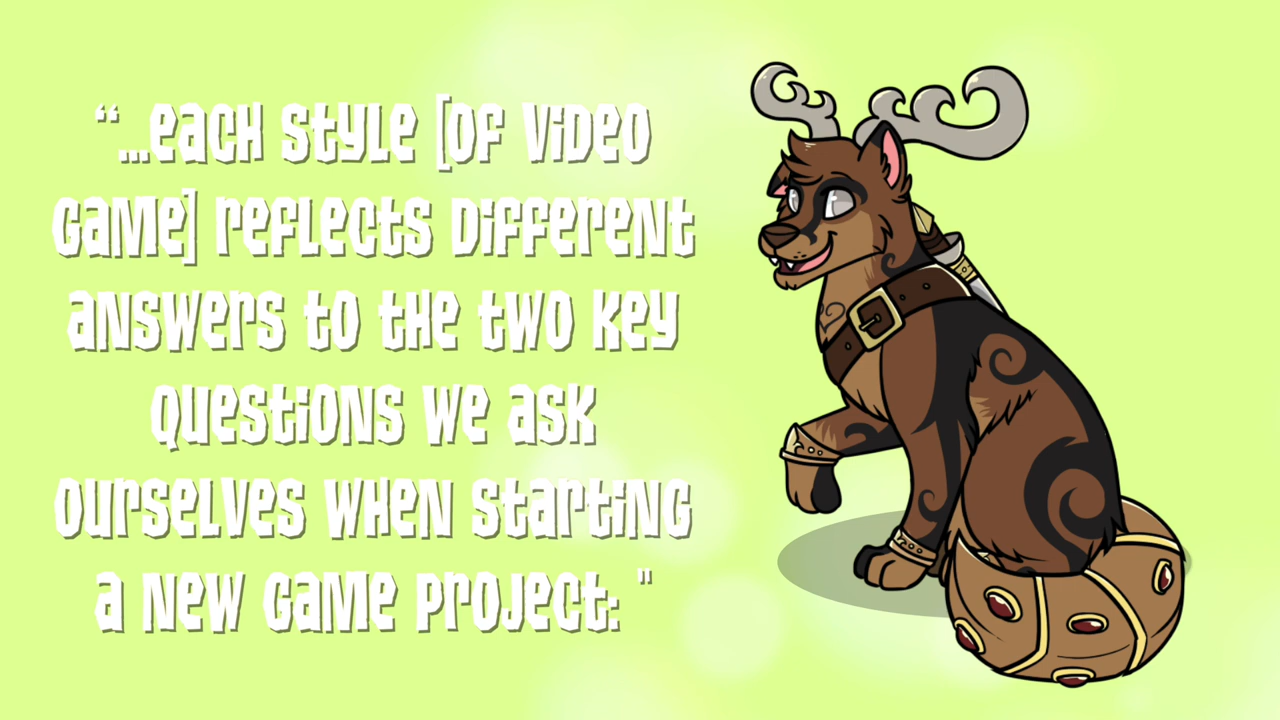 “...each style [of video
game] reflects different
answers to the two key
questions we ask
ourselves when starting
a new game project: "